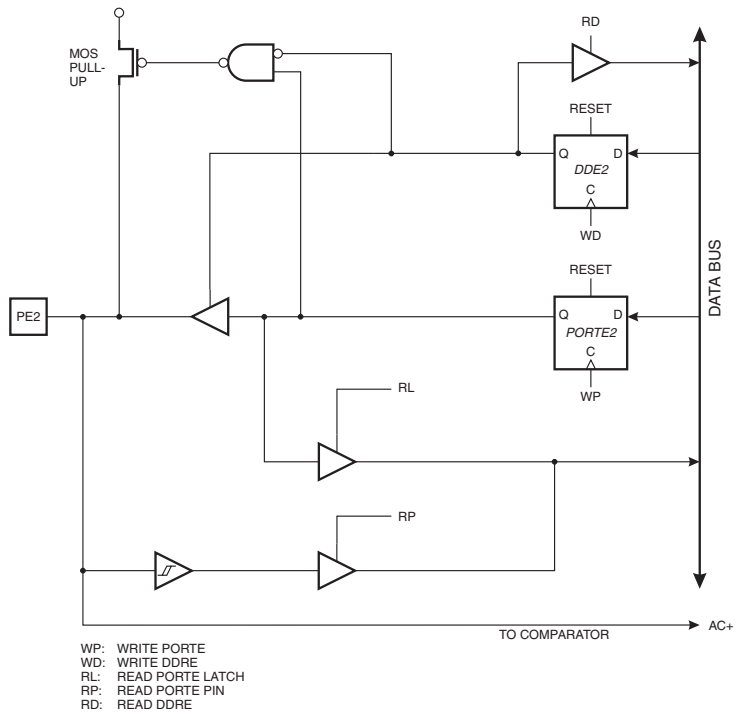 RD
MOS
PULL-
UP
RESET
Q D
DDE2
C
WD
RESET
PE2
Q D
PORTE2
C
WP
DATA BUS
RL
RP
TO COMPARATOR
AC+
WP: WRITE PORTE
WD: WRITE DDRE
RL: READ PORTE LATCH
RP: READ PORTE PIN
RD: READ DDRE